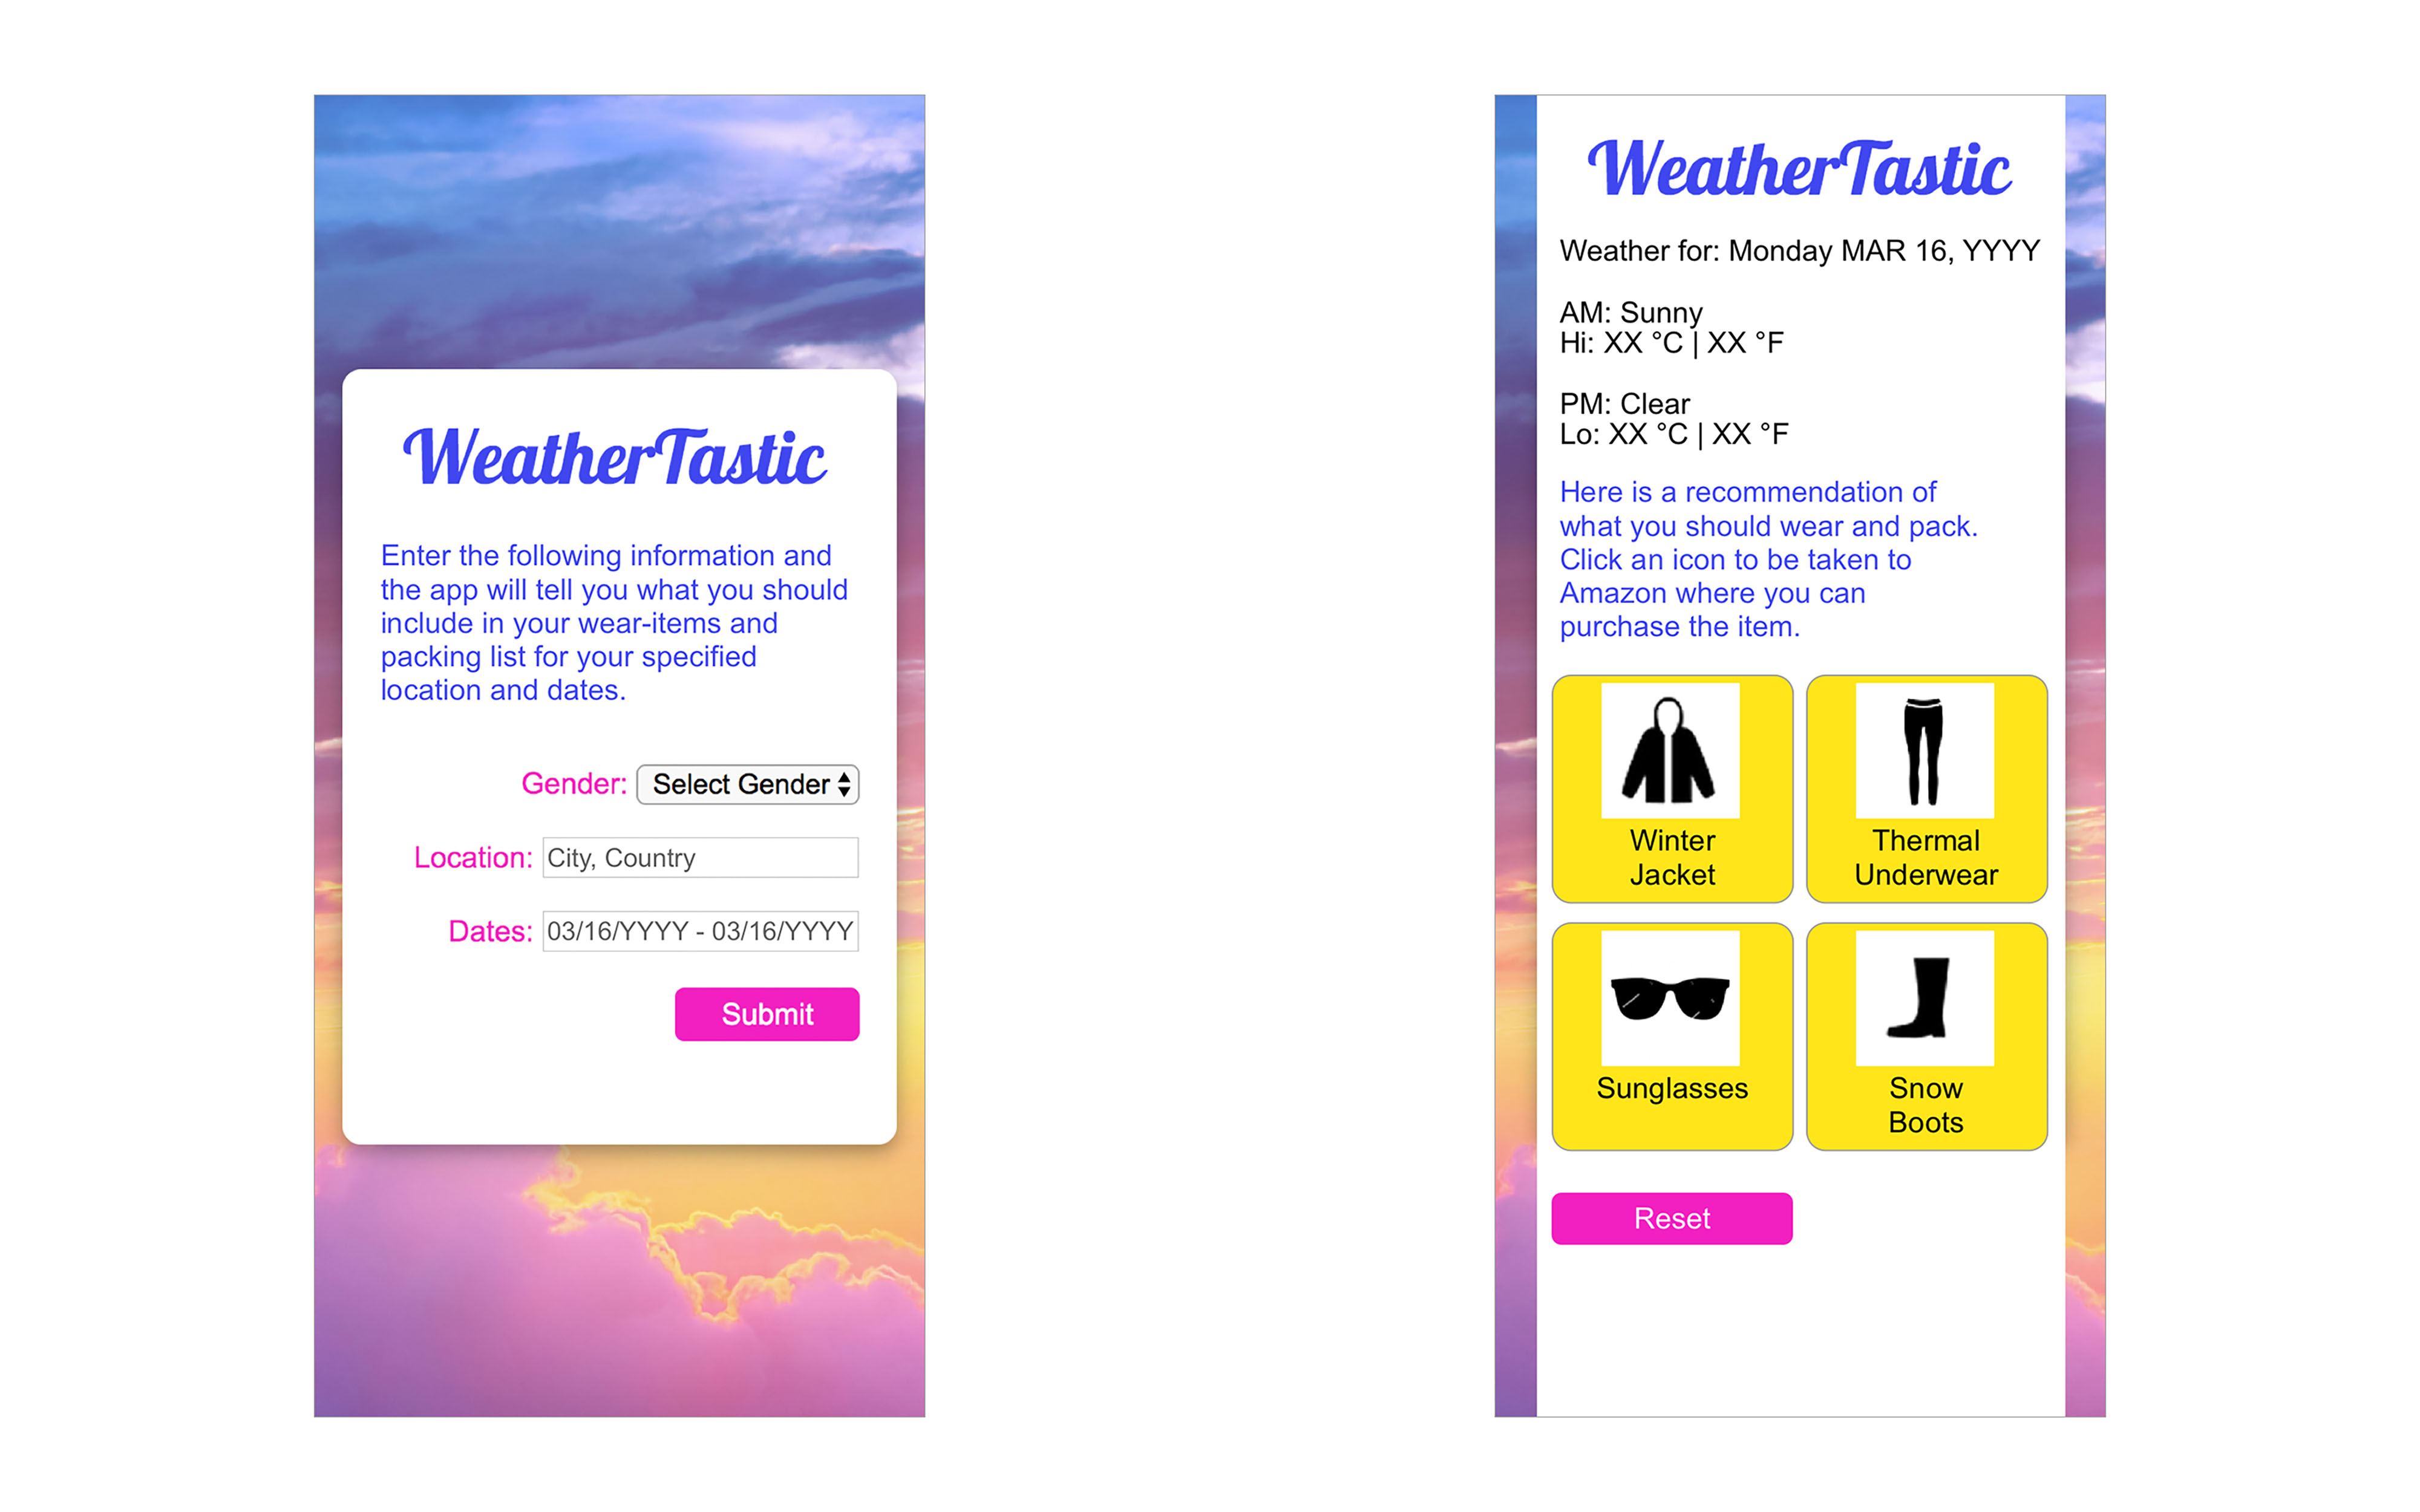 WeatherTastic
Enter the following information and
the app will tell you what you should
include in your wear-items and
packing list for your specified
location and dates.
Gender: Select Gender
Location: City, Country
Dates: 03/16/YYYY - 03/16/YYYY
Submit
WeatherTastic
Weather for: Monday MAR 16, YYYY
AM: Sunny
Hi: XX °C | XX °F
PM: Clear
Lo: XX °C | XX °F
Here is a recommendation of
what you should wear and pack.
Click an icon to be taken to
Amazon where you can
purchase the item.
Winter
Jacket
Thermal
Underwear
Sunglasses
Snow
Boots
Reset